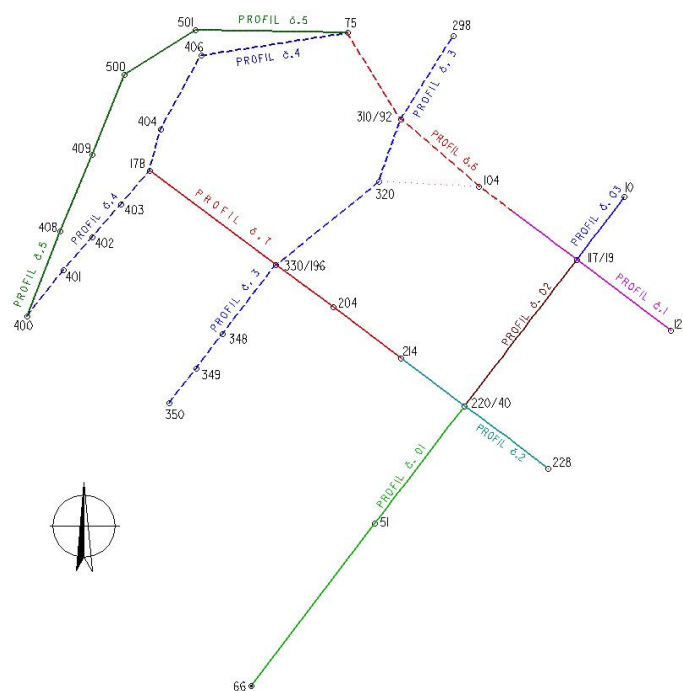 501
PROFIL č.5
75
298
406
PROFIL č.4
500
PROFIL č. 3
310/92
404
409
PROFIL č.6
178
104
320
10
403
PROFIL č.4
PROFIL č.7
PROFIL č. 03
408
402
330/196
117/19
401
PROFIL č.5
PROFIL č. 3
PROFIL č. 02
PROFIL č.1
204
400
12
348
214
349
350
220/40
PROFIL č.2
228
PROFIL č. 01
51
66